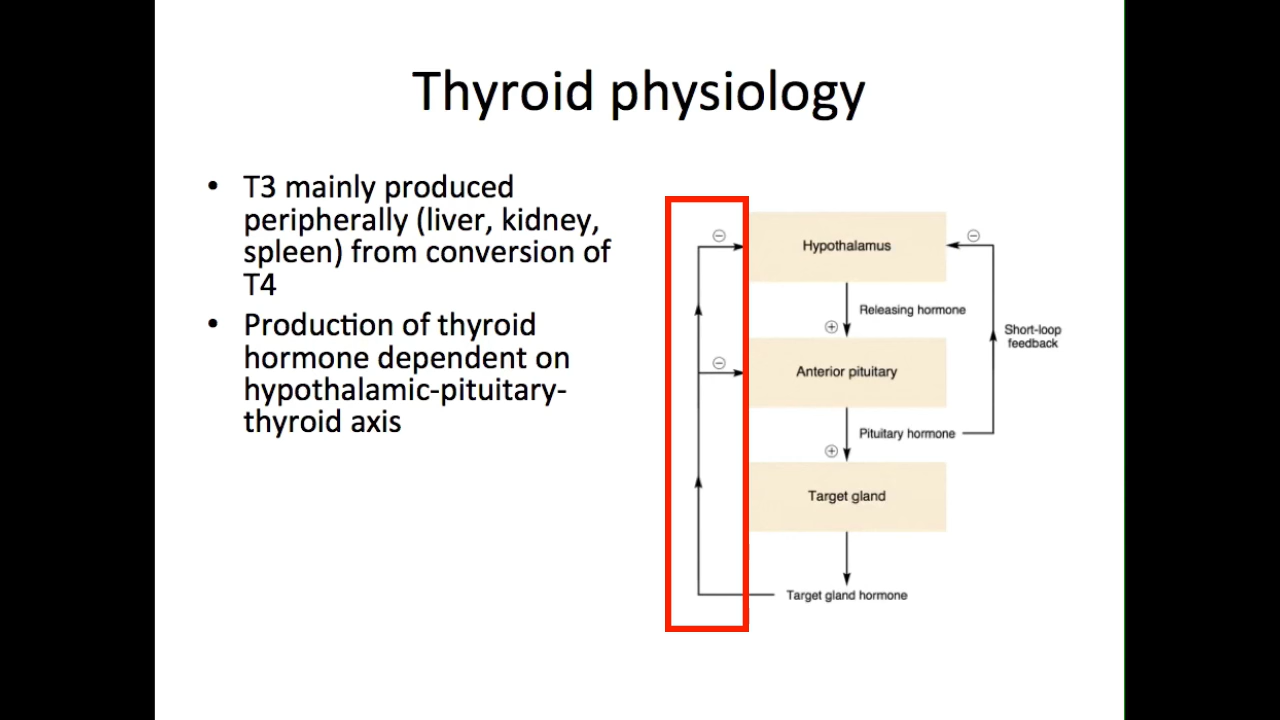 Thyroid physiology
• T3 mainly produced
peripherally (liver, kidney,
spleen) from conversion of
T4
• Production of thyroid
hormone dependent on
hypothalamic-pituitary-
thyroid axis
Hypothalamus
Releasing hormone
Short-loop
feedback
Anterior pituitary
Pituitary hormone
Target gland
Target gland hormone